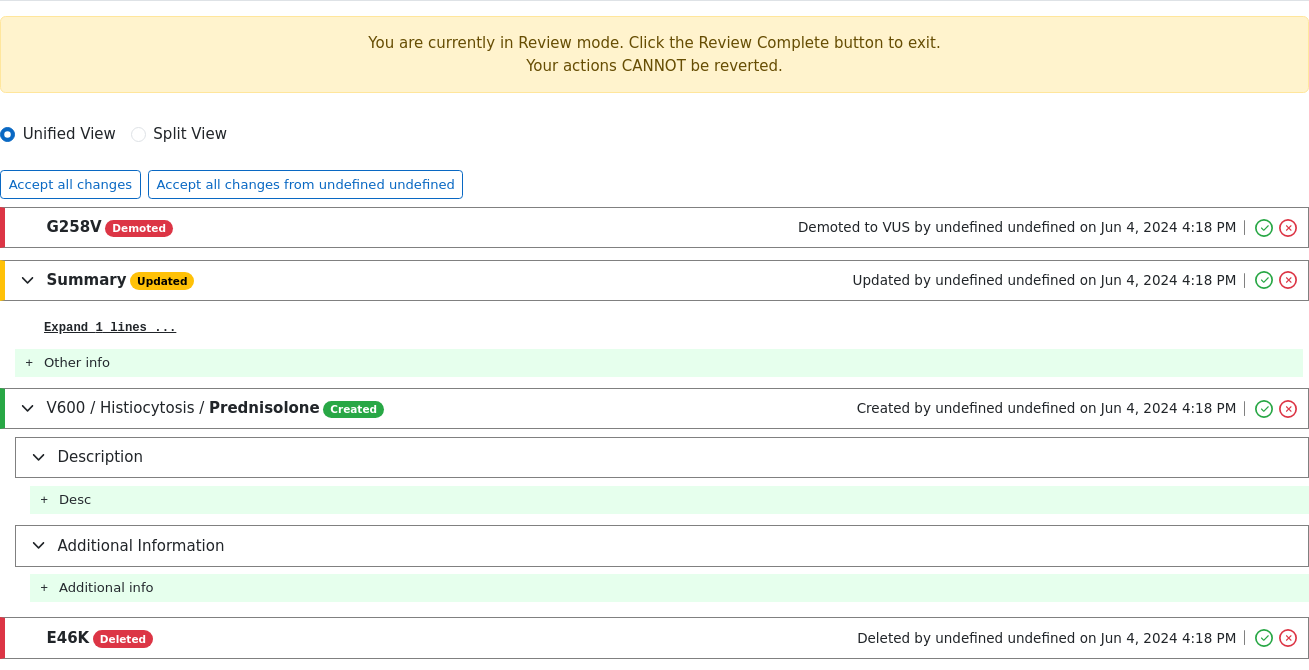 You are currently in Review mode. Click the Review Complete button to exit.
Your actions CANNOT be reverted.
Unified View Split View
Accept all changes Accept all changes from undefined undefined
G258V Demoted Demoted to VUS by undefined undefined on Jun 4, 2024 4:18 PM
Summary Updated Updated by undefined undefined on Jun 4, 2024 4:18 PM
Expand 1 lines ...
+ Other info
V600 / Histiocytosis / Prednisolone Created Created by undefined undefined on Jun 4, 2024 4:18 PM
Description
+ Desc
Additional Information
+ Additional info
E46K Deleted Deleted by undefined undefined on Jun 4, 2024 4:18 PM